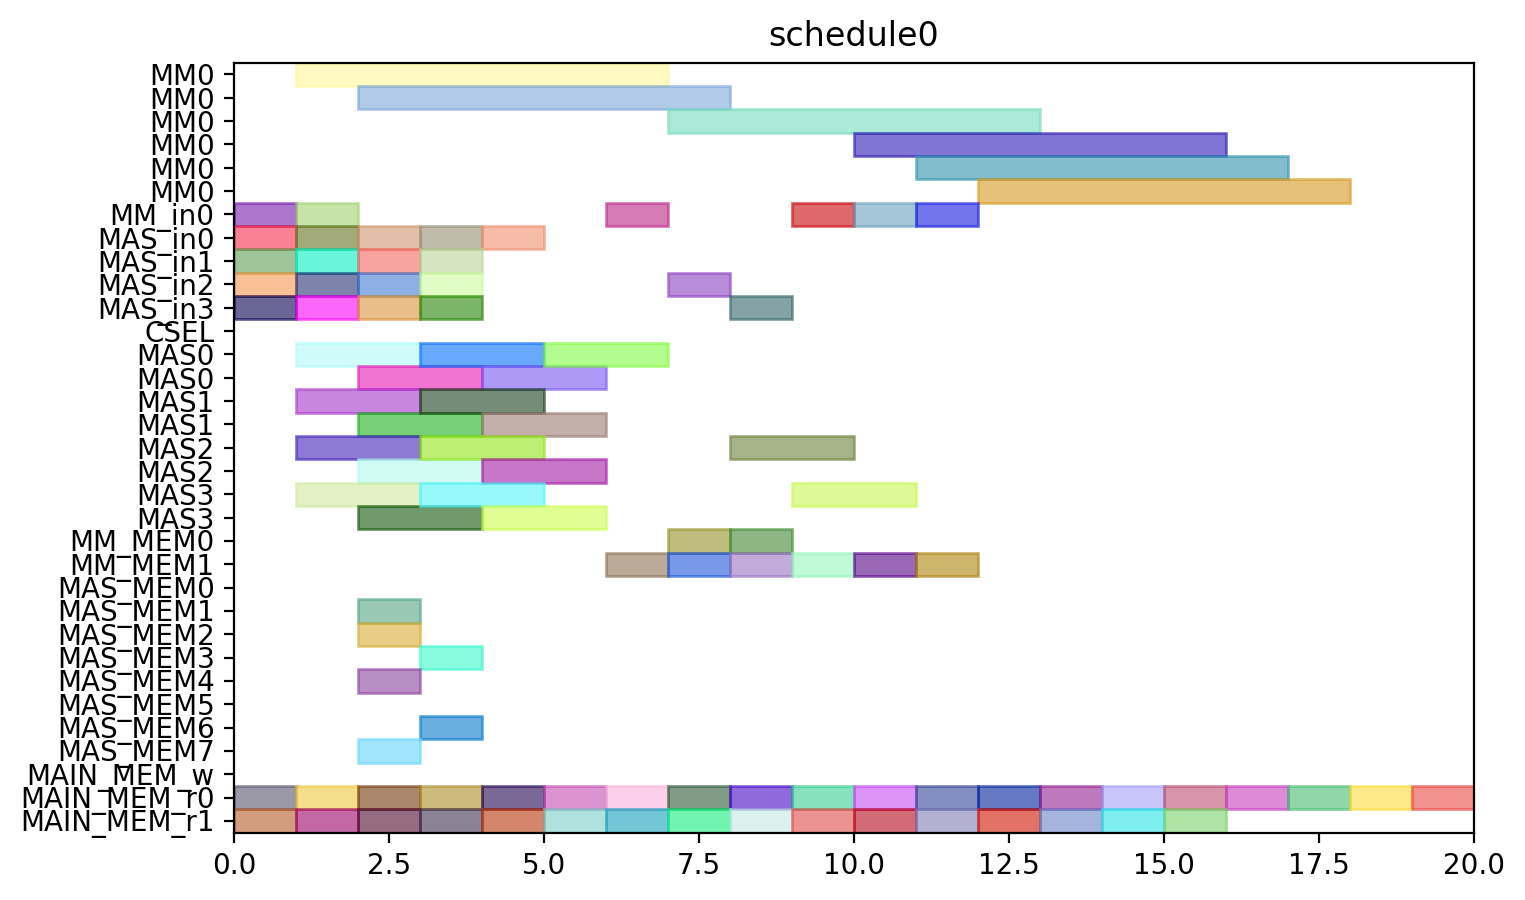 schedule0
MM0
MM0
MM0
MM0
MM0
MM0
MM_in0
MAS_in0
MAS_in1
MAS_in2
MAS_in3
CSEL
MAS0
MAS0
MAS1
MAS1
MAS2
MAS2
MAS3
MAS3
MM_MEM0
MM_MEM1
MAS_MEM0
MAS_MEM1
MAS_MEM2
MAS_MEM3
MAS_MEM4
MAS_MEM5
MAS_MEM6
MAS_MEM7
MAIN_MEM_w
MAIN_MEM_r0
MAIN_MEM_r1
0.0 2.5 5.0 7.5 10.0 12.5 15.0 17.5 20.0